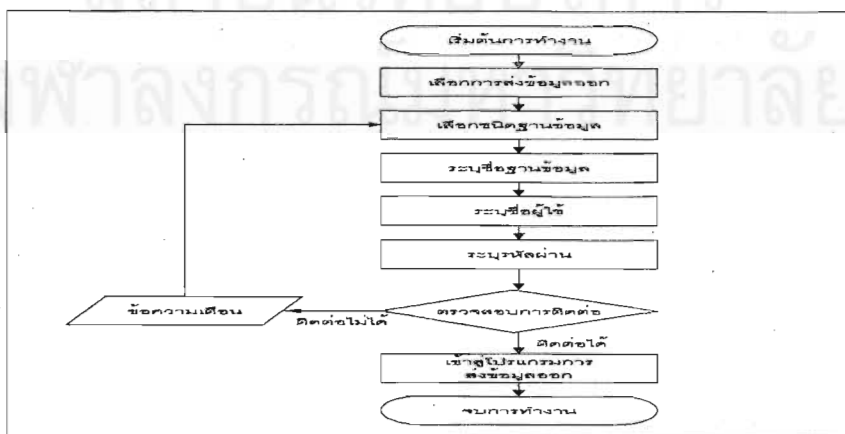 เริ่มต้นการทำงาน
เลือกการส่งข้อมูลออก
เลือกชนิดฐานข้อมูล
ระบุชื่อฐานข้อมูล
ระบุชื่อผู้ใช้
ระบุรหัสผ่าน
ตรวจสอบการติดต่อ
ข้อความเตือน
ติดต่อไม่ได้
ติดต่อได้
เข้าสู่โปรแกรมการ
ส่งข้อมูลออก
จบการทำงาน